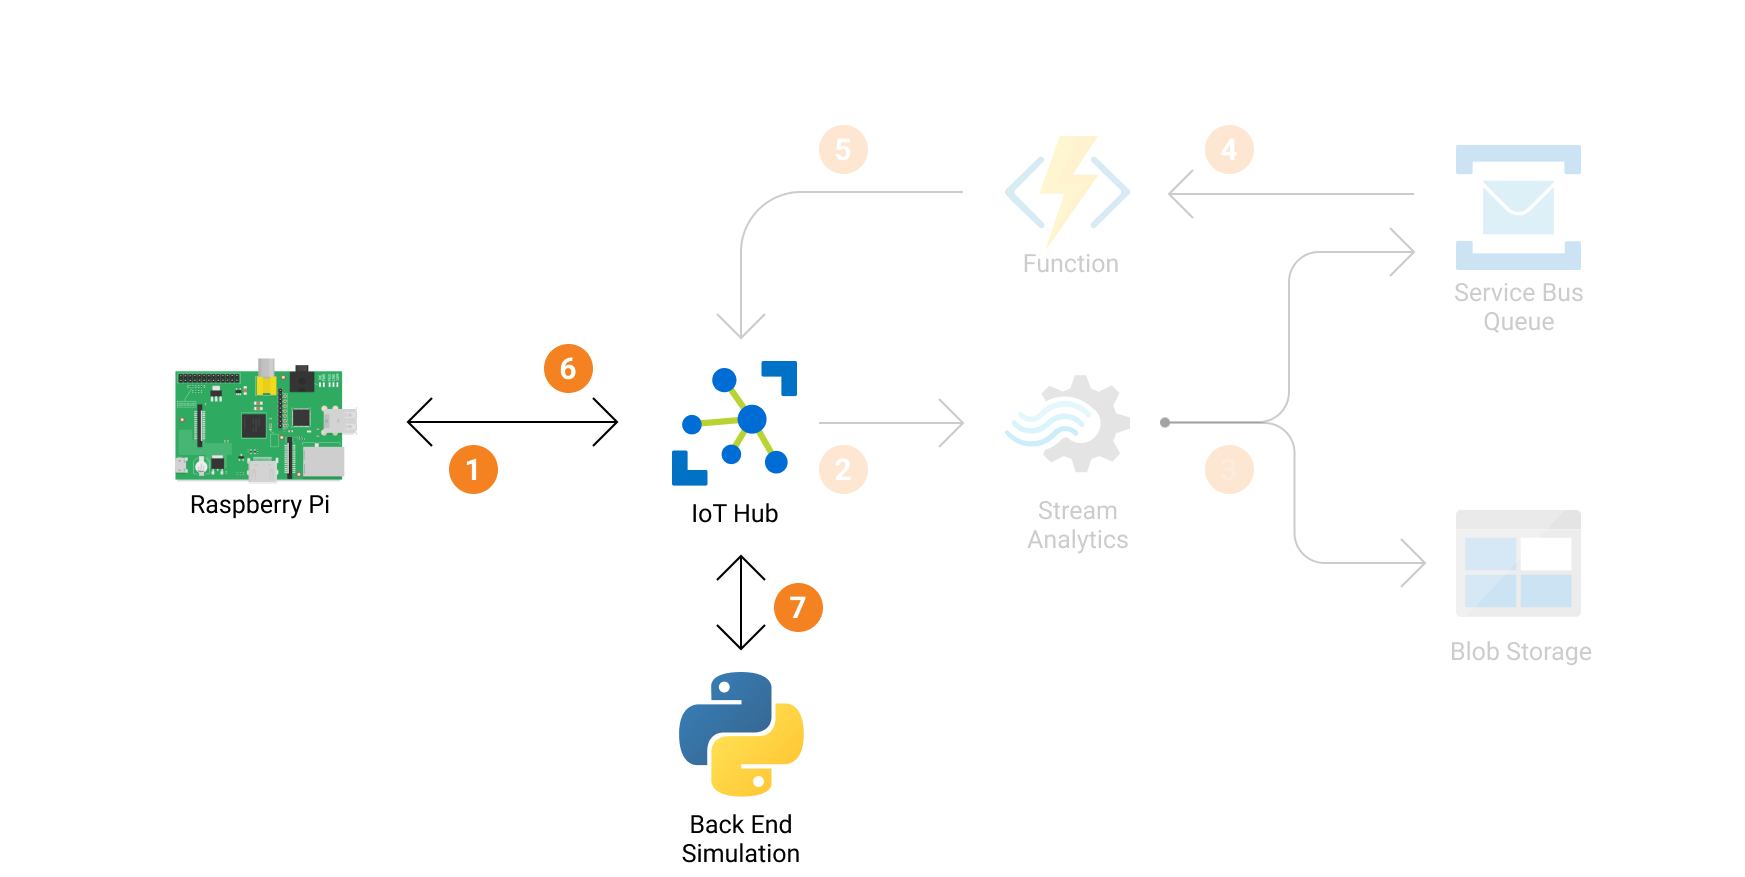 5
4
Function
Service Bus
Queue
6
1
Raspberry Pi
IoT Hub
2
3
Stream
Analytics
7
Blob Storage
Back End
Simulation